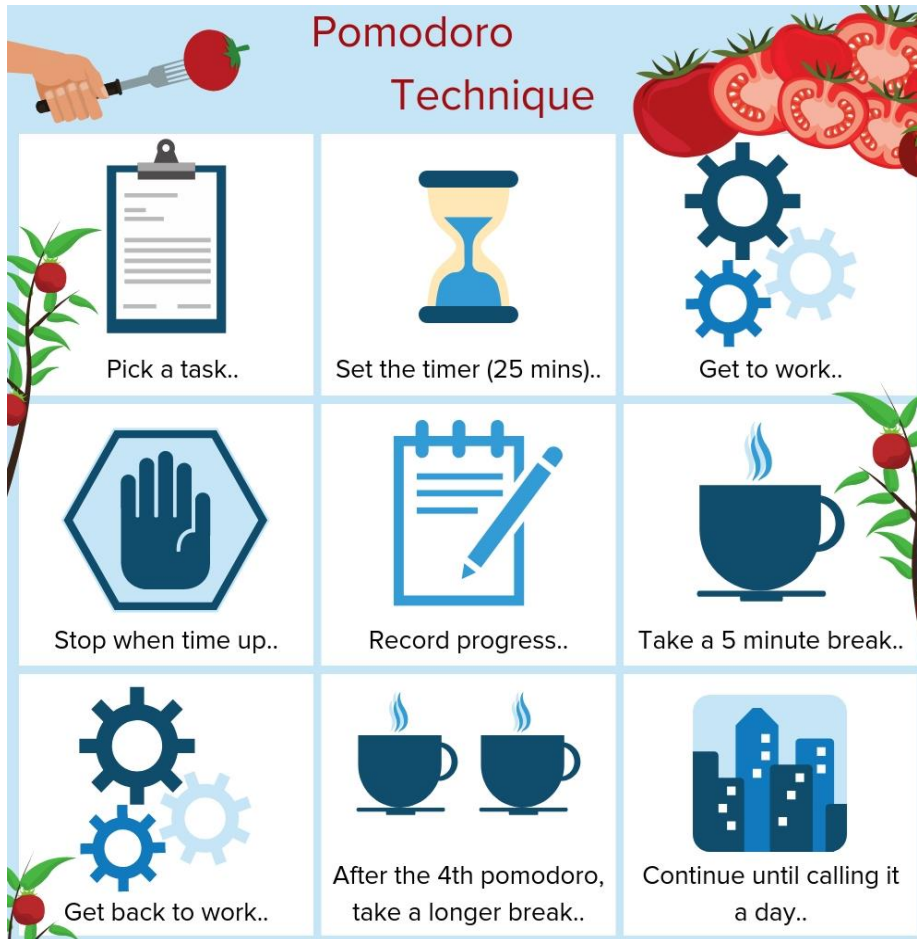 Pomodoro
Technique
Pick a task..
Set the timer (25 mins)..
Get to work..
Stop when time up..
Record progress..
Take a 5 minute break..
Get back to work..
After the 4th pomodoro,
take a longer break..
Continue until calling it
a day..